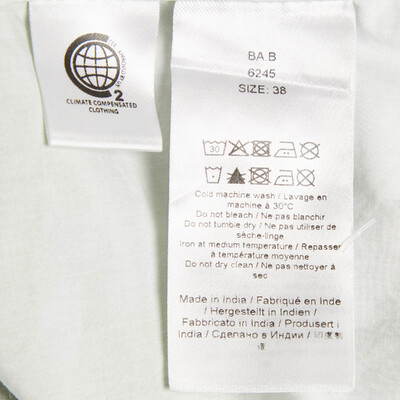 2
CLIMATE COMPENSATED
CLOTHING
BA.B
6245
SIZE: 38
30
Cold machine wash / Lavage en
machine à 30°C
Do not bleach / Ne pas blanchir
Do not tumble dry / Ne pas utiliser de
sèche-linge
Iron at medium temperature / Repasser
à température moyenne
Do not dry clean / Ne pas nettoyer à
sec
Made in India / Fabriqué en Inde
/ Hergestellt in Indien /
Fabbricato in India / Produsert i
India / Сделано в Индии /